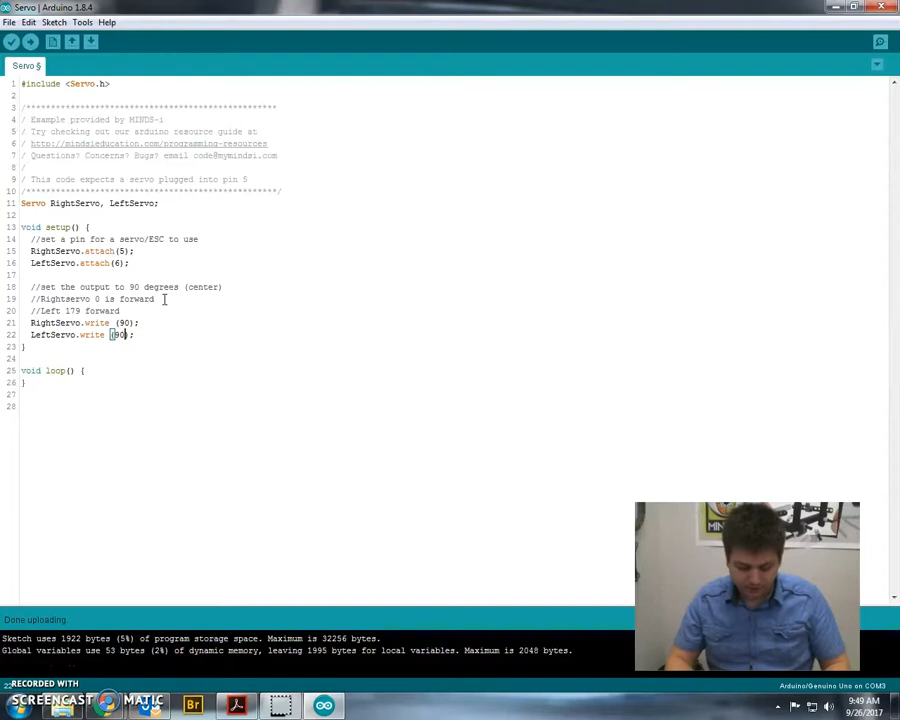 Servo | Arduino 1.8.4
File Edit Sketch Tools Help
Servo §
1 #include <Servo.h>
2
3 /***************************************************
4 / Example provided by MINDS-i
5 / Try checking out our arduino resource guide at
6 / http://mindsieducation.com/programming-resources
7 / Questions? Concerns? Bugs? email code@mymindsi.com
8 /
9 / This code expects a servo plugged into pin 5
10 /***************************************************/
11 Servo RightServo, LeftServo;
12
13 void setup() {
14 //set a pin for a servo/ESC to use
15 RightServo.attach(5);
16 LeftServo.attach(6);
17
18 //set the output to 90 degrees (center)
19 //Rightservo 0 is forward
20 //Left 179 forward
21 RightServo.write (90);
22 LeftServo.write (90);
23 }
24
25 void loop() {
26 }
27
28
Done uploading.
Sketch uses 1922 bytes (5%) of program storage space. Maximum is 32256 bytes.
Global variables use 53 bytes (2%) of dynamic memory, leaving 1995 bytes for local variables. Maximum is 2048 bytes.
22
Arduino/Genuino Uno on COM3
RECORDED WITH
SCREENCAST MATIC
Br
9:49 AM
9/26/2017